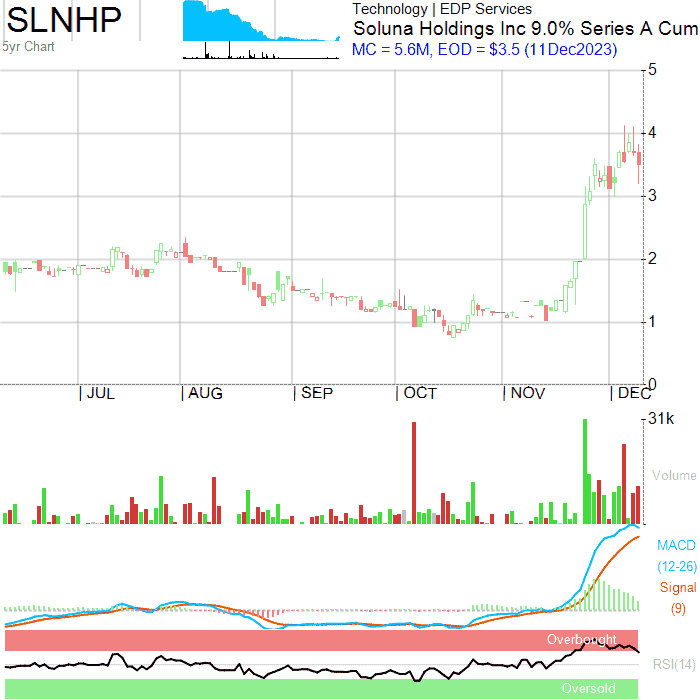 SLNHP
5yr Chart
Technology | EDP Services
Soluna Holdings Inc 9.0% Series A Cum
MC = 5.6M, EOD = $3.5 (11Dec2023)
5
4
3
2
1
0
JUL
AUG
SEP
OCT
NOV
DEC
31k
Volume
MACD
(12-26)
Signal
(9)
Overbought
RSI(14)
Oversold